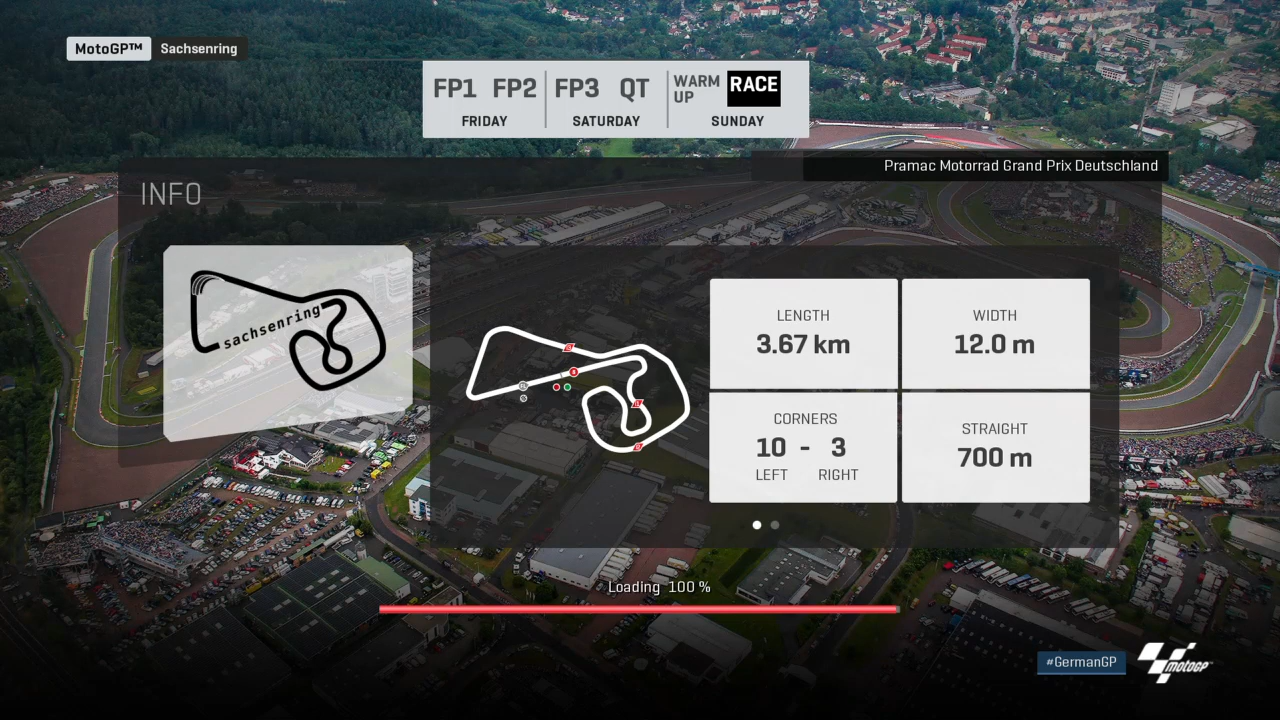 MotoGP™ Sachsenring
FP1 FP2 FP3 QT WARM UP RACE
FRIDAY SATURDAY SUNDAY
Pramac Motorrad Grand Prix Deutschland
INFO
sachsenring
LENGTH
3.67 km
WIDTH
12.0 m
CORNERS
10 - 3
LEFT RIGHT
STRAIGHT
700 m
Loading 100 %
#GermanGP
MotoGP